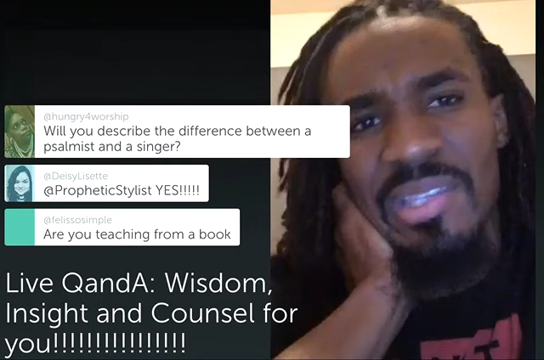 @hungry4worship
Will you describe the difference between a
psalmist and a singer?
@DeisyLisette
@PropheticStylist YES!!!!!
@felissosimple
Are you teaching from a book
Live QandA: Wisdom,
Insight and Counsel for
you!!!!!!!!!!!!!!!!!